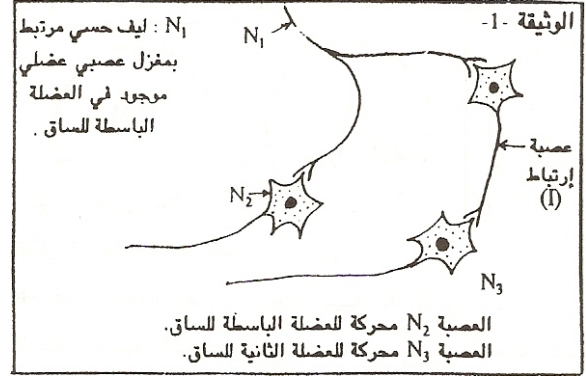 الوثيقة -1-
N1 : ليف حسي مرتبط
بمغزل عصبي عضلي
موجود في العضلة
الباسطة للساق .
N1
عصبة
إرتباط
(I)
N2
N3
العصبة N2 محركة للعضلة الباسطة للساق.
العصبة N3 محركة للعضلة الثانية للساق.